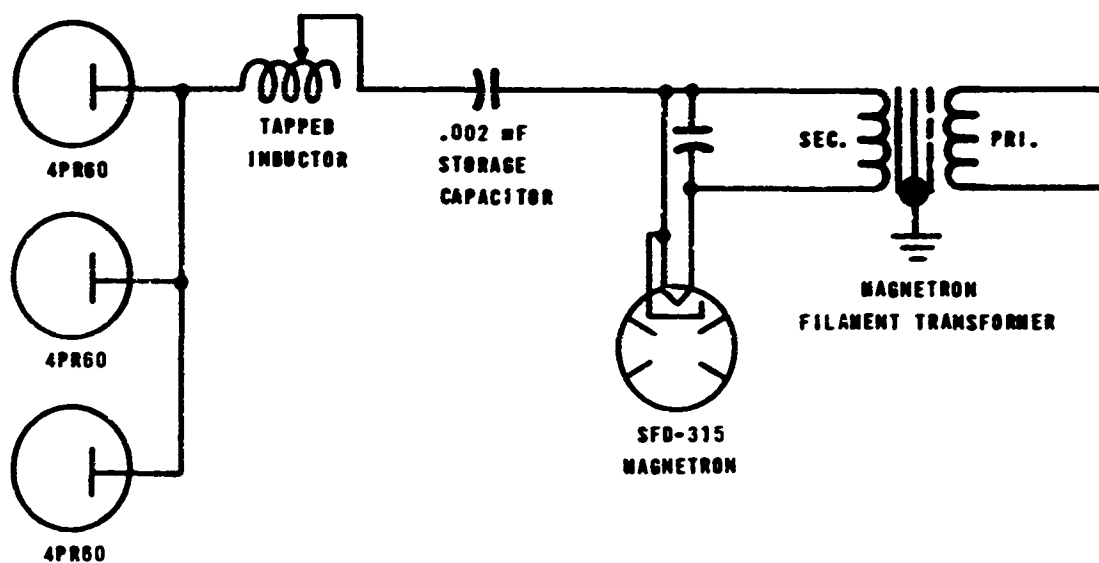 4PR60
TAPPED
INDUCTOR
.002 mF
STORAGE
CAPACITOR
SEC.
PRI.
4PR60
MAGNETRON
FILAMENT TRANSFORMER
4PR60
SFD-315
MAGNETRON